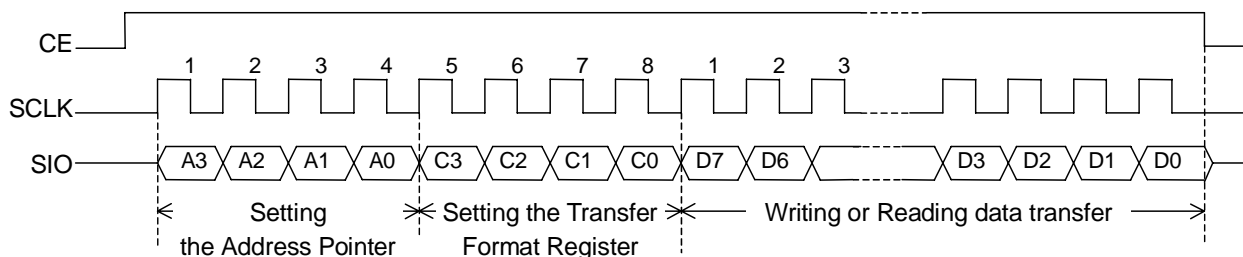 CE
1 2 3 4 5 6 7 8 1 2 3
SCLK
SIO A3 A2 A1 A0 C3 C2 C1 C0 D7 D6 D3 D2 D1 D0
Setting Setting the Transfer Writing or Reading data transfer
the Address Pointer Format Register